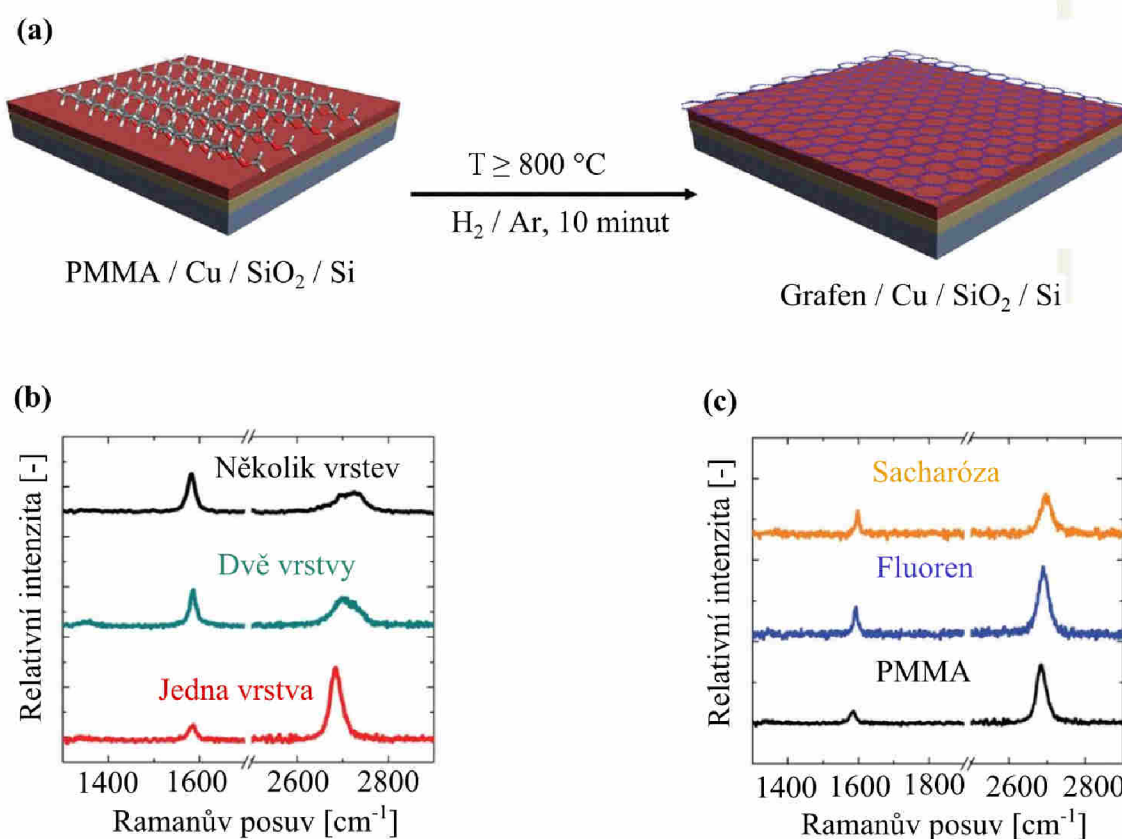 (a)
T ≥ 800 °C
H₂ / Ar, 10 minut
PMMA / Cu / SiO₂ / Si
Grafen / Cu / SiO₂ / Si
(b)
Relativní intenzita [-]
Několik vrstev
Dvě vrstvy
Jedna vrstva
1400 1600 2600 2800
Ramanův posuv [cm⁻¹]
(c)
Relativní intenzita [-]
Sacharóza
Fluoren
PMMA
1400 1600 1800 2600 2800
Ramanův posuv [cm⁻¹]